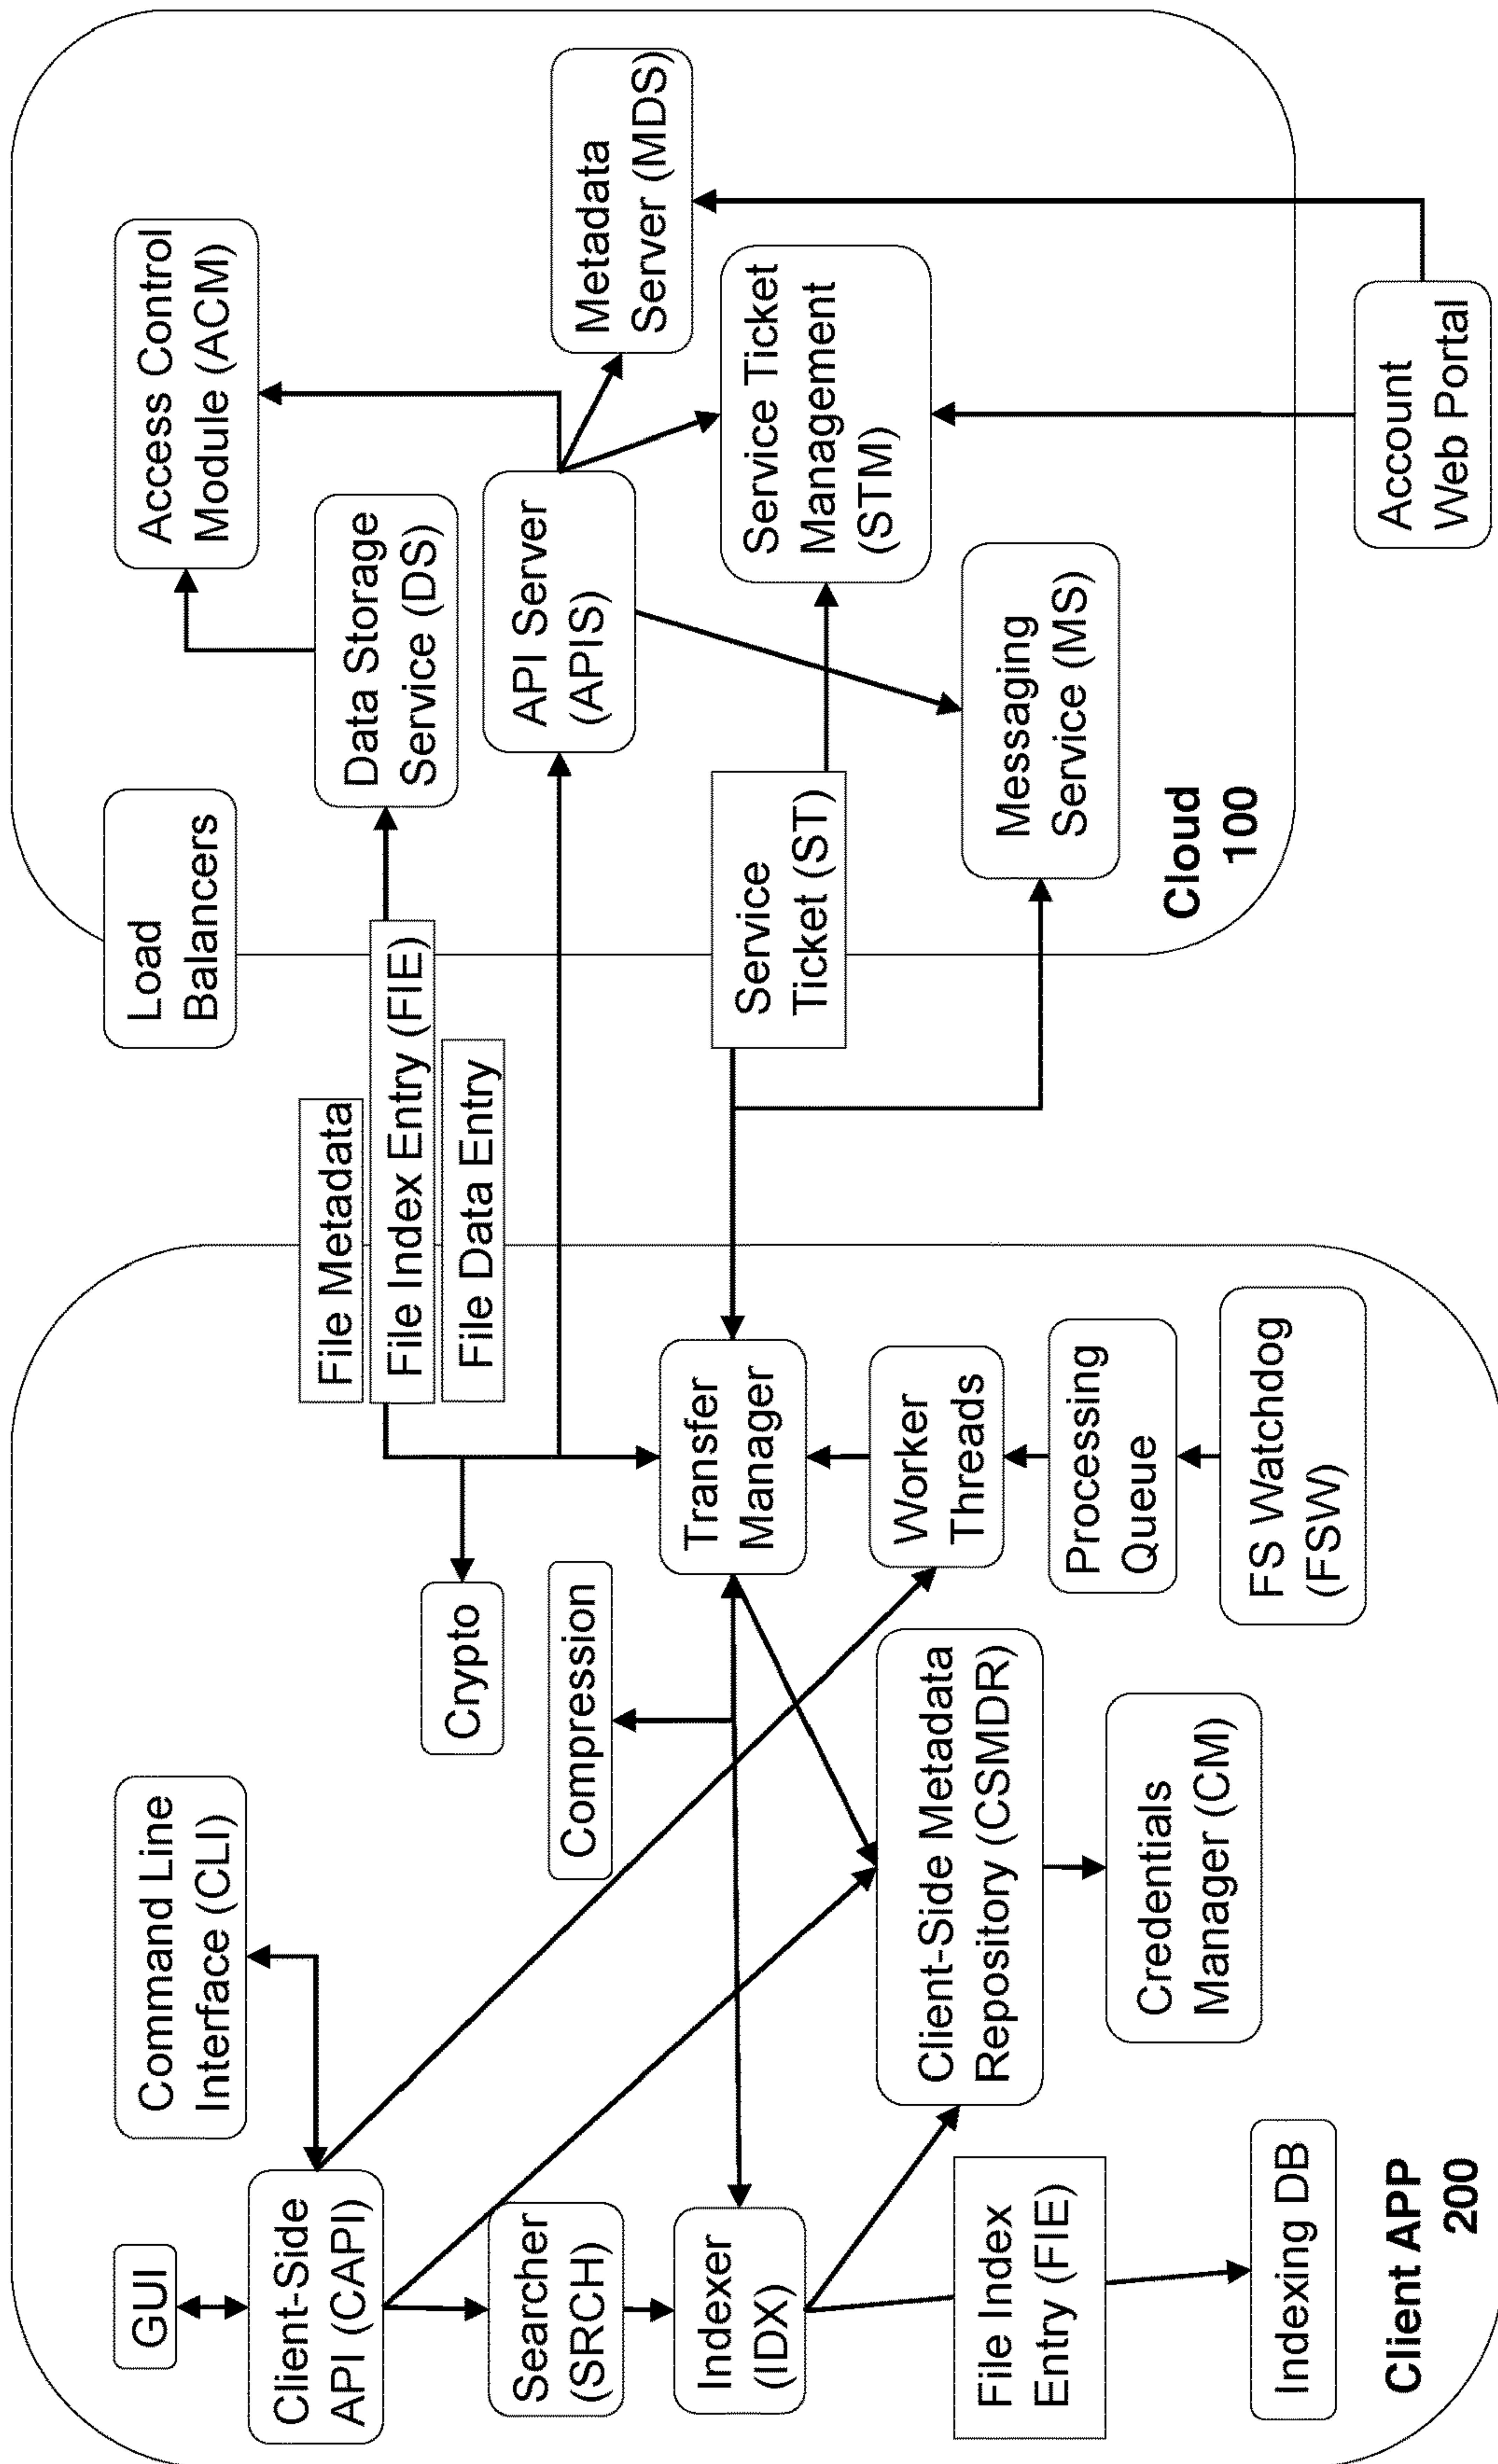 GUI
Client-Side
API (CAPI)
Command Line
Interface (CLI)
Searcher
(SRCH)
Indexer
(IDX)
File Index
Entry (FIE)
Indexing DB
Client-Side Metadata
Repository (CSMDR)
Credentials
Manager (CM)
Crypto
Compression
Transfer
Manager
Worker
Threads
Processing
Queue
FS Watchdog
(FSW)
Client APP
200
File Metadata
File Index Entry (FIE)
File Data Entry
Service
Ticket (ST)
Load
Balancers
Data Storage
Service (DS)
Access Control
Module (ACM)
API Server
(APIS)
Metadata
Server (MDS)
Service Ticket
Management
(STM)
Messaging
Service (MS)
Cloud
100
Account
Web Portal